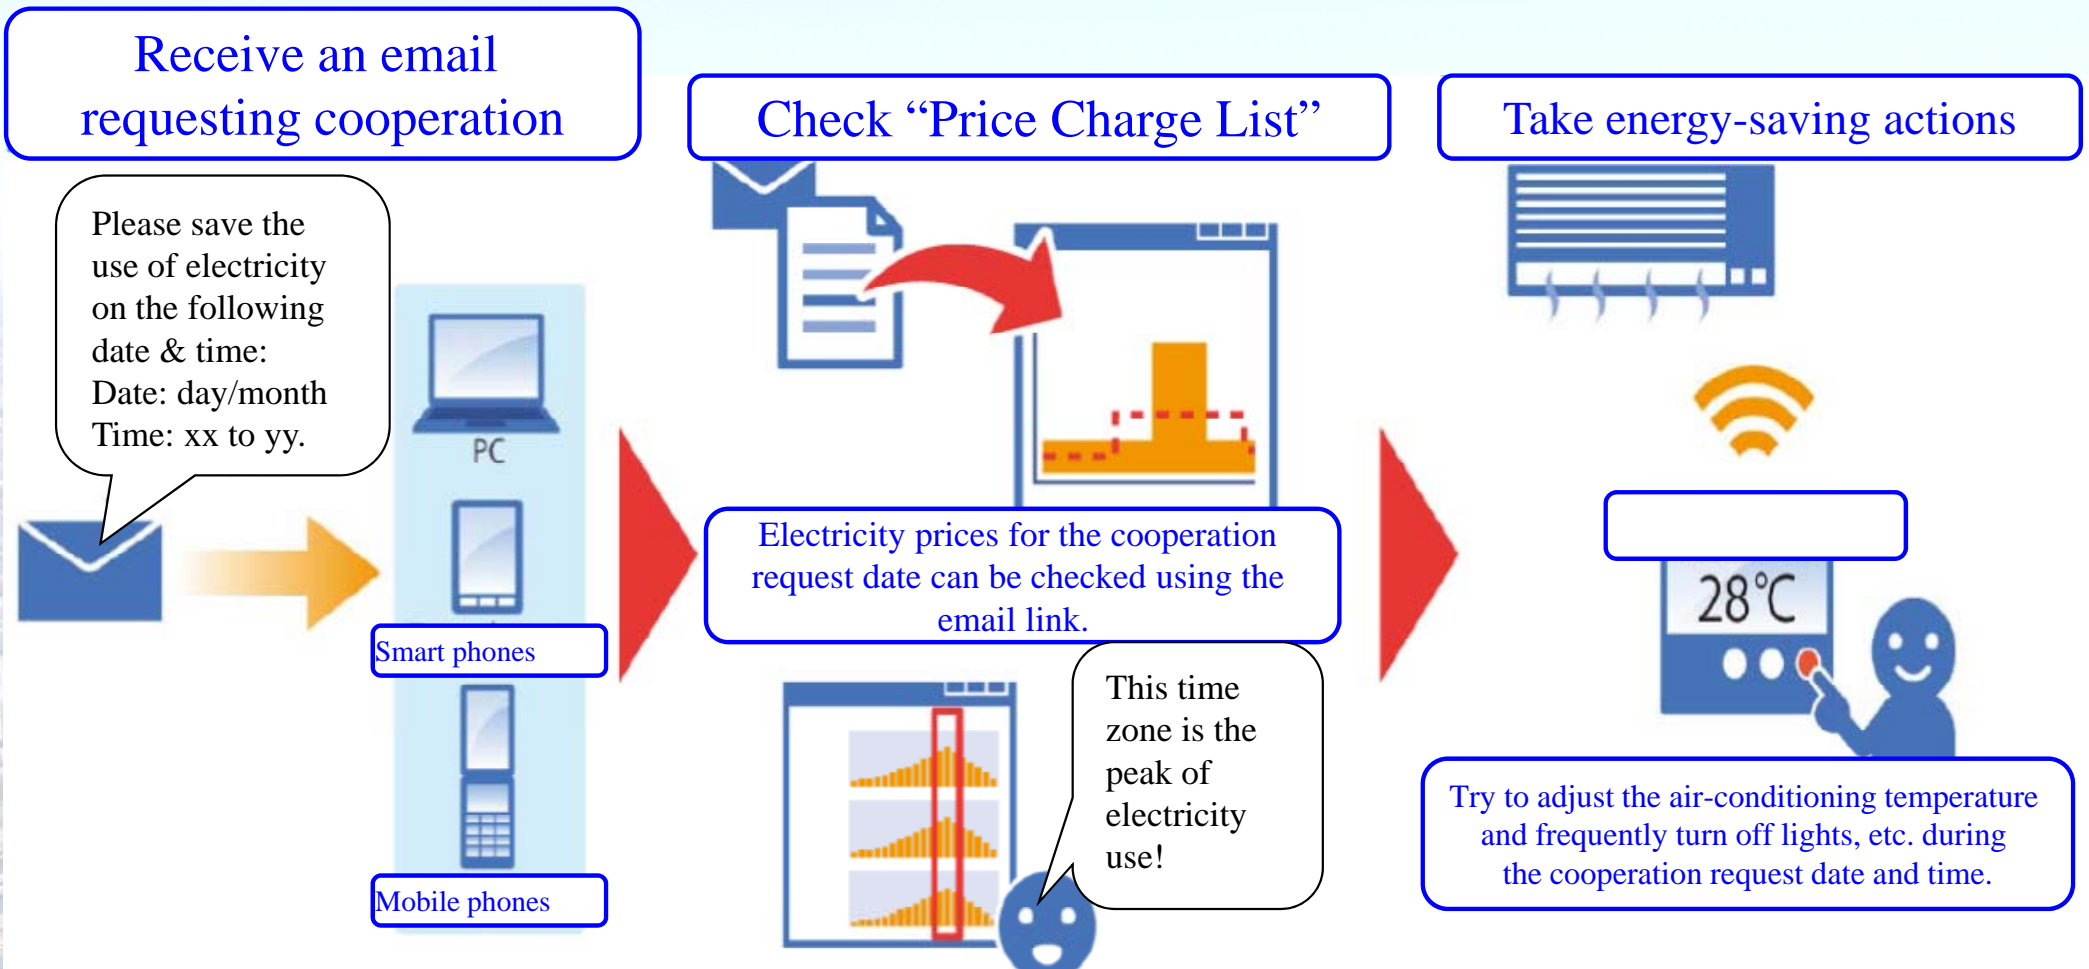 Receive an email
requesting cooperation
Please save the
use of electricity
on the following
date & time:
Date: day/month
Time: xx to yy.
PC
Smart phones
Mobile phones
Check “Price Charge List”
Electricity prices for the cooperation
request date can be checked using the
email link.
This time
zone is the
peak of
electricity
use!
Take energy-saving actions
28°C
Try to adjust the air-conditioning temperature
and frequently turn off lights, etc. during
the cooperation request date and time.